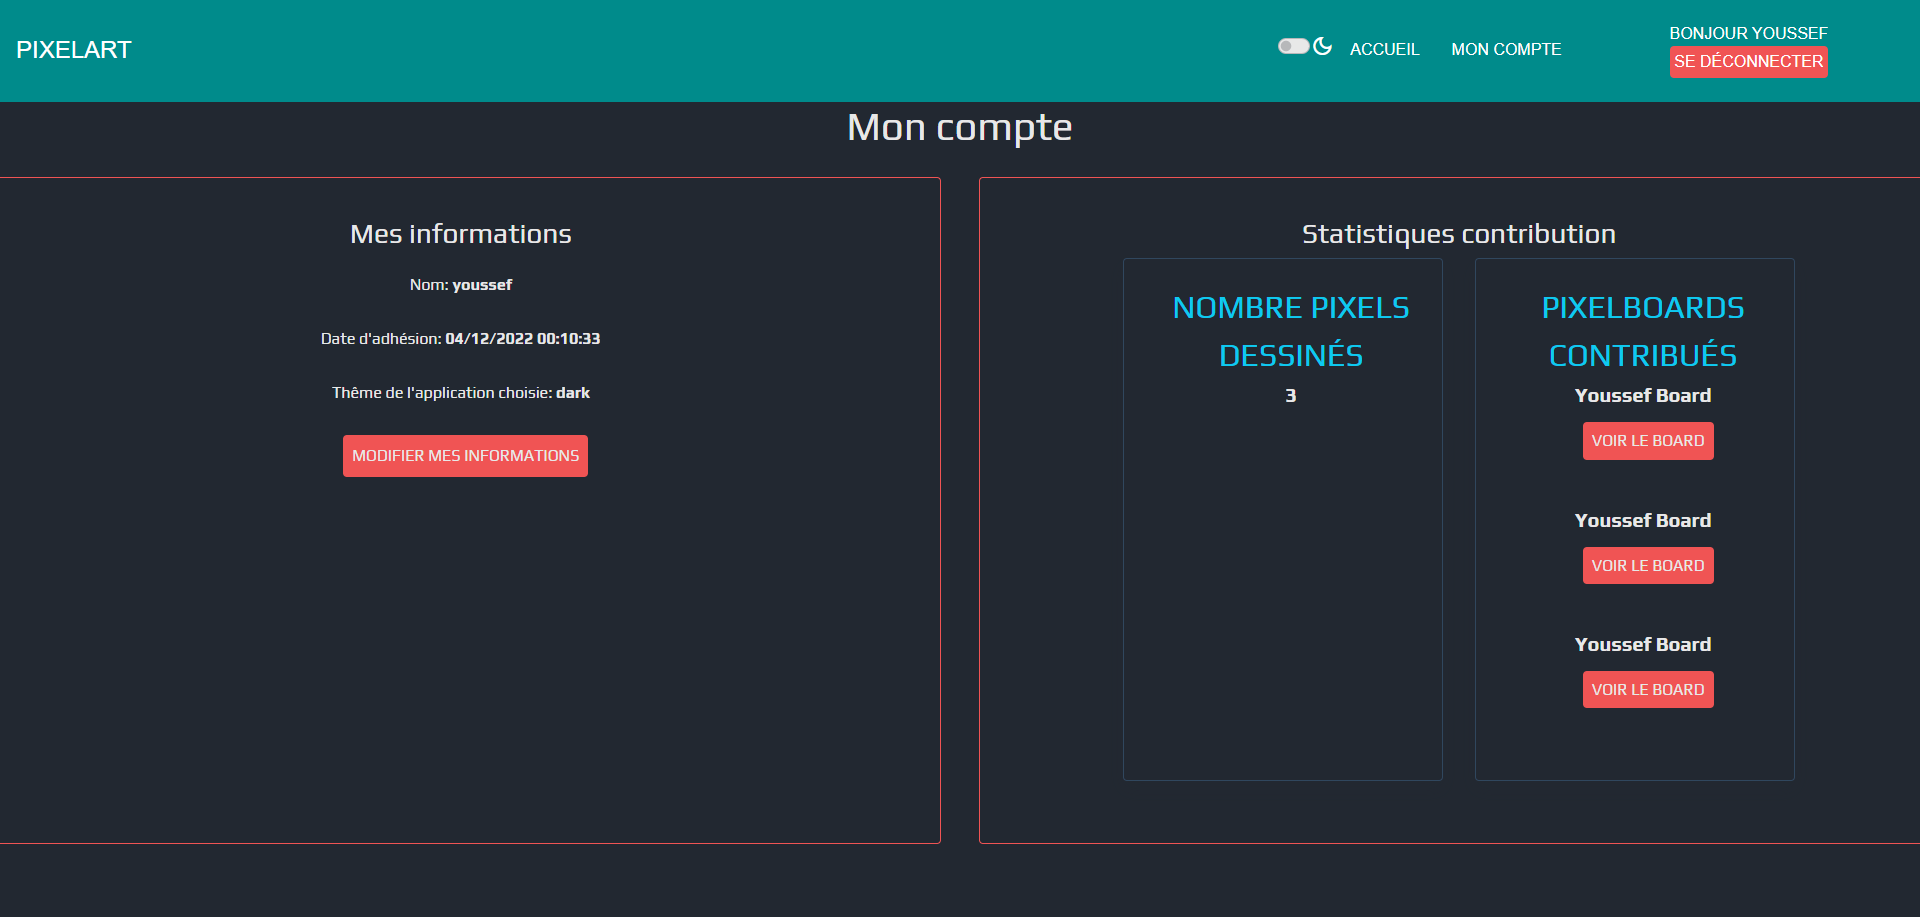 PIXELART
ACCUEIL
MON COMPTE
BONJOUR YOUSSEF
SE DÉCONNECTER
Mon compte
Mes informations
Nom: youssef
Date d'adhésion: 04/12/2022 00:10:33
Thême de l'application choisie: dark
MODIFIER MES INFORMATIONS
Statistiques contribution
NOMBRE PIXELS
DESSINÉS
3
PIXELBOARDS
CONTRIBUÉS
Youssef Board
VOIR LE BOARD
Youssef Board
VOIR LE BOARD
Youssef Board
VOIR LE BOARD